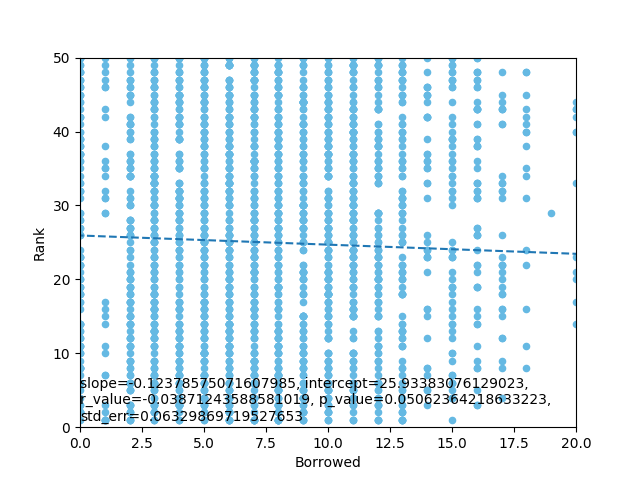 50
40
30
20
10
0
Rank
slope=-0.12378575071607985, intercept=25.93383076129023,
r_value=-0.03871243588581019, p_value=0.05062364218633223,
std_err=0.06329869719527653
0.0 2.5 5.0 7.5 10.0 12.5 15.0 17.5 20.0
Borrowed